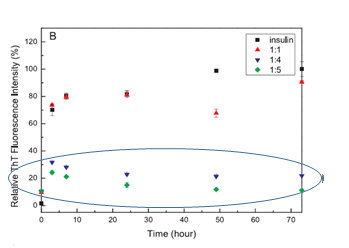 B
insulin
1:1
1:4
1:5
Relative ThT Fluorescence Intensity (%)
120
100
80
60
40
20
0
0 10 20 30 40 50 60 70
Time (hour)